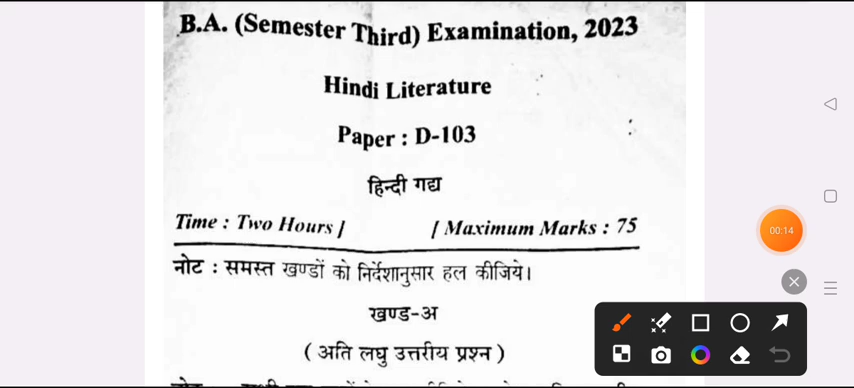 B.A. (Semester Third) Examination, 2023
Hindi Literature
Paper : D-103
हिन्दी गद्य
Time : Two Hours ] [ Maximum Marks : 75
नोट : समस्त खण्डों को निर्देशानुसार हल कीजिये।
00:14
खण्ड-अ
( अति लघु उत्तरीय प्रश्न )